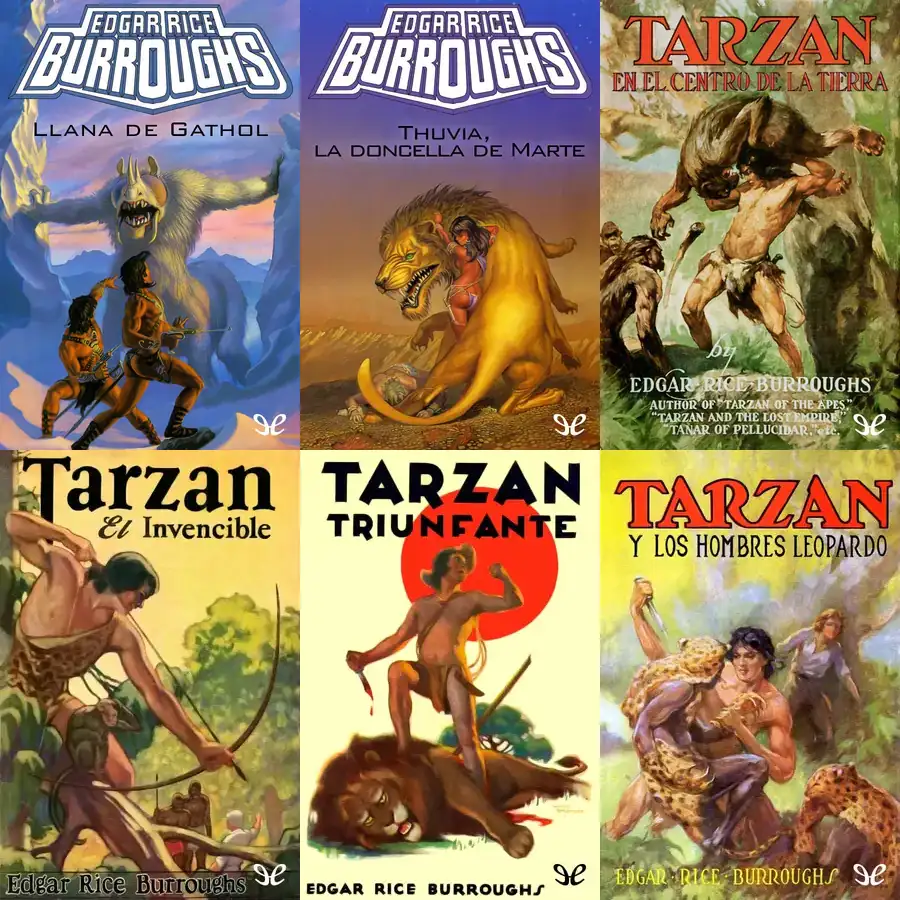 EDGAR RICE
BURROUGHS
LLANA DE GATHOL
EDGAR RICE
BURROUGHS
THUVIA,
LA DONCELLA DE MARTE
TARZAN
EN EL CENTRO DE LA TIERRA
by
EDGAR·RICE·BURROUGHS
AUTHOR OF "TARZAN OF THE APES,"
"TARZAN AND THE LOST EMPIRE,"
"TANAR OF PELLUCIDAR," etc.
Tarzan
El Invencible
Edgar Rice Burroughs
TARZAN
TRIUNFANTE
EDGAR RICE BURROUGHS
TARZAN
Y LOS HOMBRES LEOPARDO
EDGAR·RICE·BURROUGHS